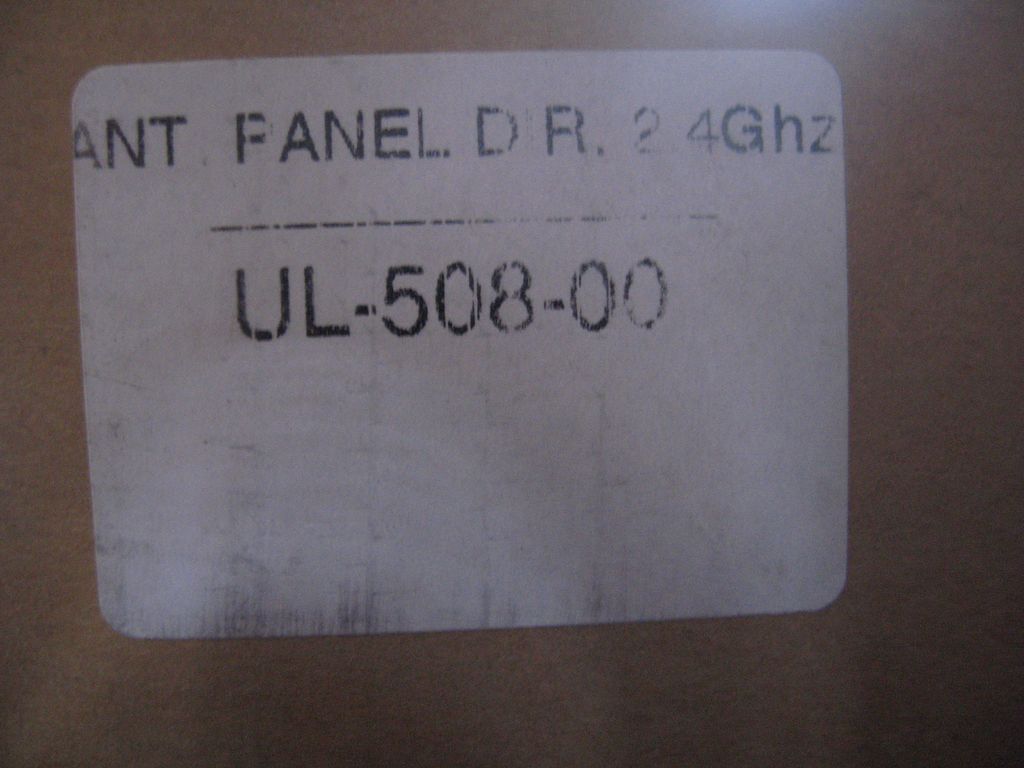 ANT. PANEL DIR. 2.4Ghz
UL-508-00